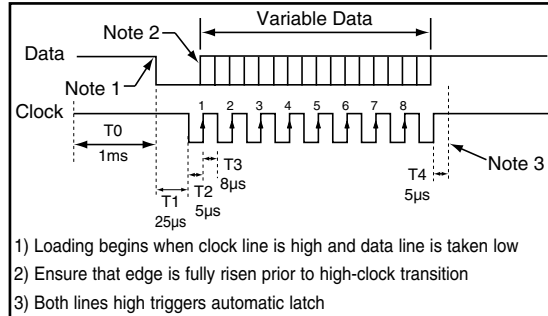 Variable Data
Note 2
Data
Note 1
Clock
1 2 3 4 5 6 7 8
T0
1ms
T3
8µs
Note 3
T2
5µs
T4
5µs
T1
25µs
1) Loading begins when clock line is high and data line is taken low
2) Ensure that edge is fully risen prior to high-clock transition
3) Both lines high triggers automatic latch